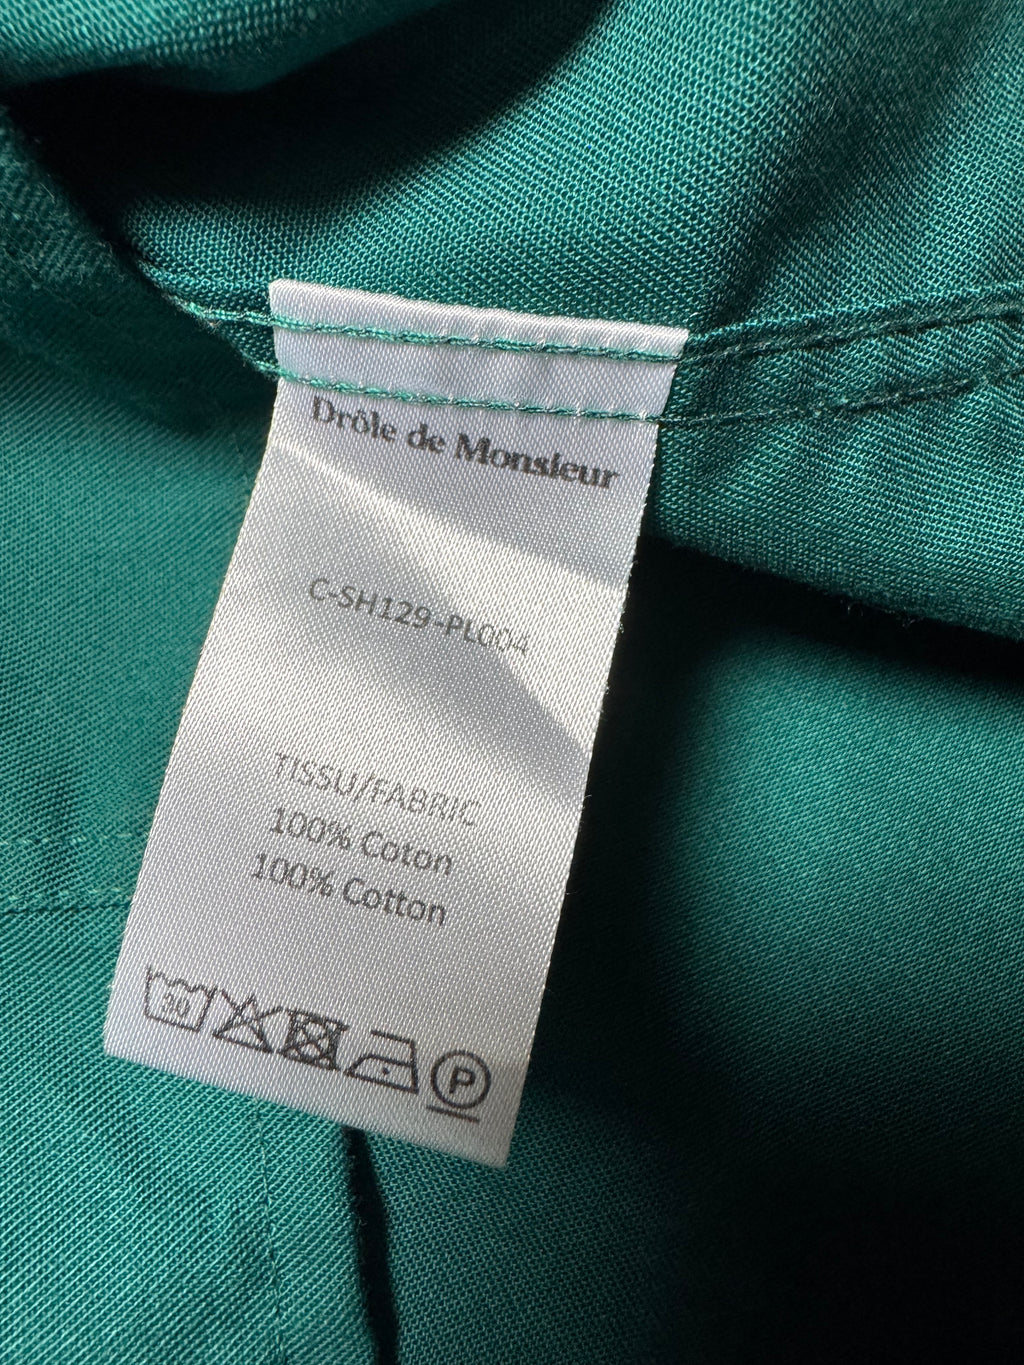 Drôle de Monsieur
C-SH129-PL004
TISSU/FABRIC
100% Coton
100% Cotton
30
P